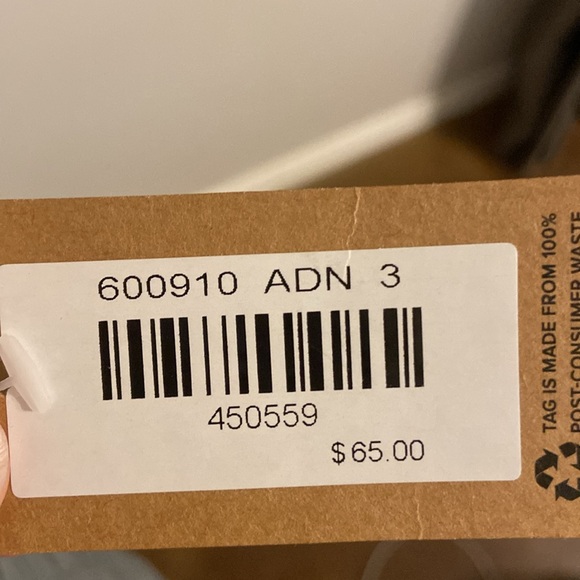 600910 ADN 3
450559
$65.00
TAG IS MADE FROM 100%
POST-CONSUMER WASTE